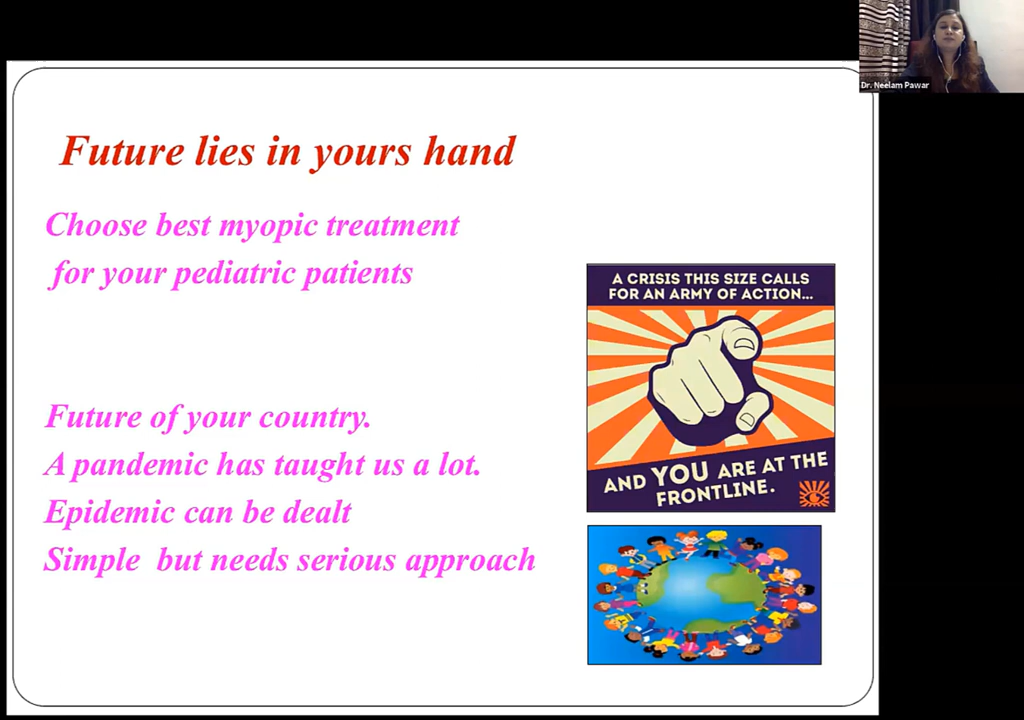 Dr. Neelam Pawar
Future lies in yours hand
Choose best myopic treatment
for your pediatric patients
A CRISIS THIS SIZE CALLS
FOR AN ARMY OF ACTION...
AND YOU ARE AT THE
FRONTLINE.
Future of your country.
A pandemic has taught us a lot.
Epidemic can be dealt
Simple but needs serious approach